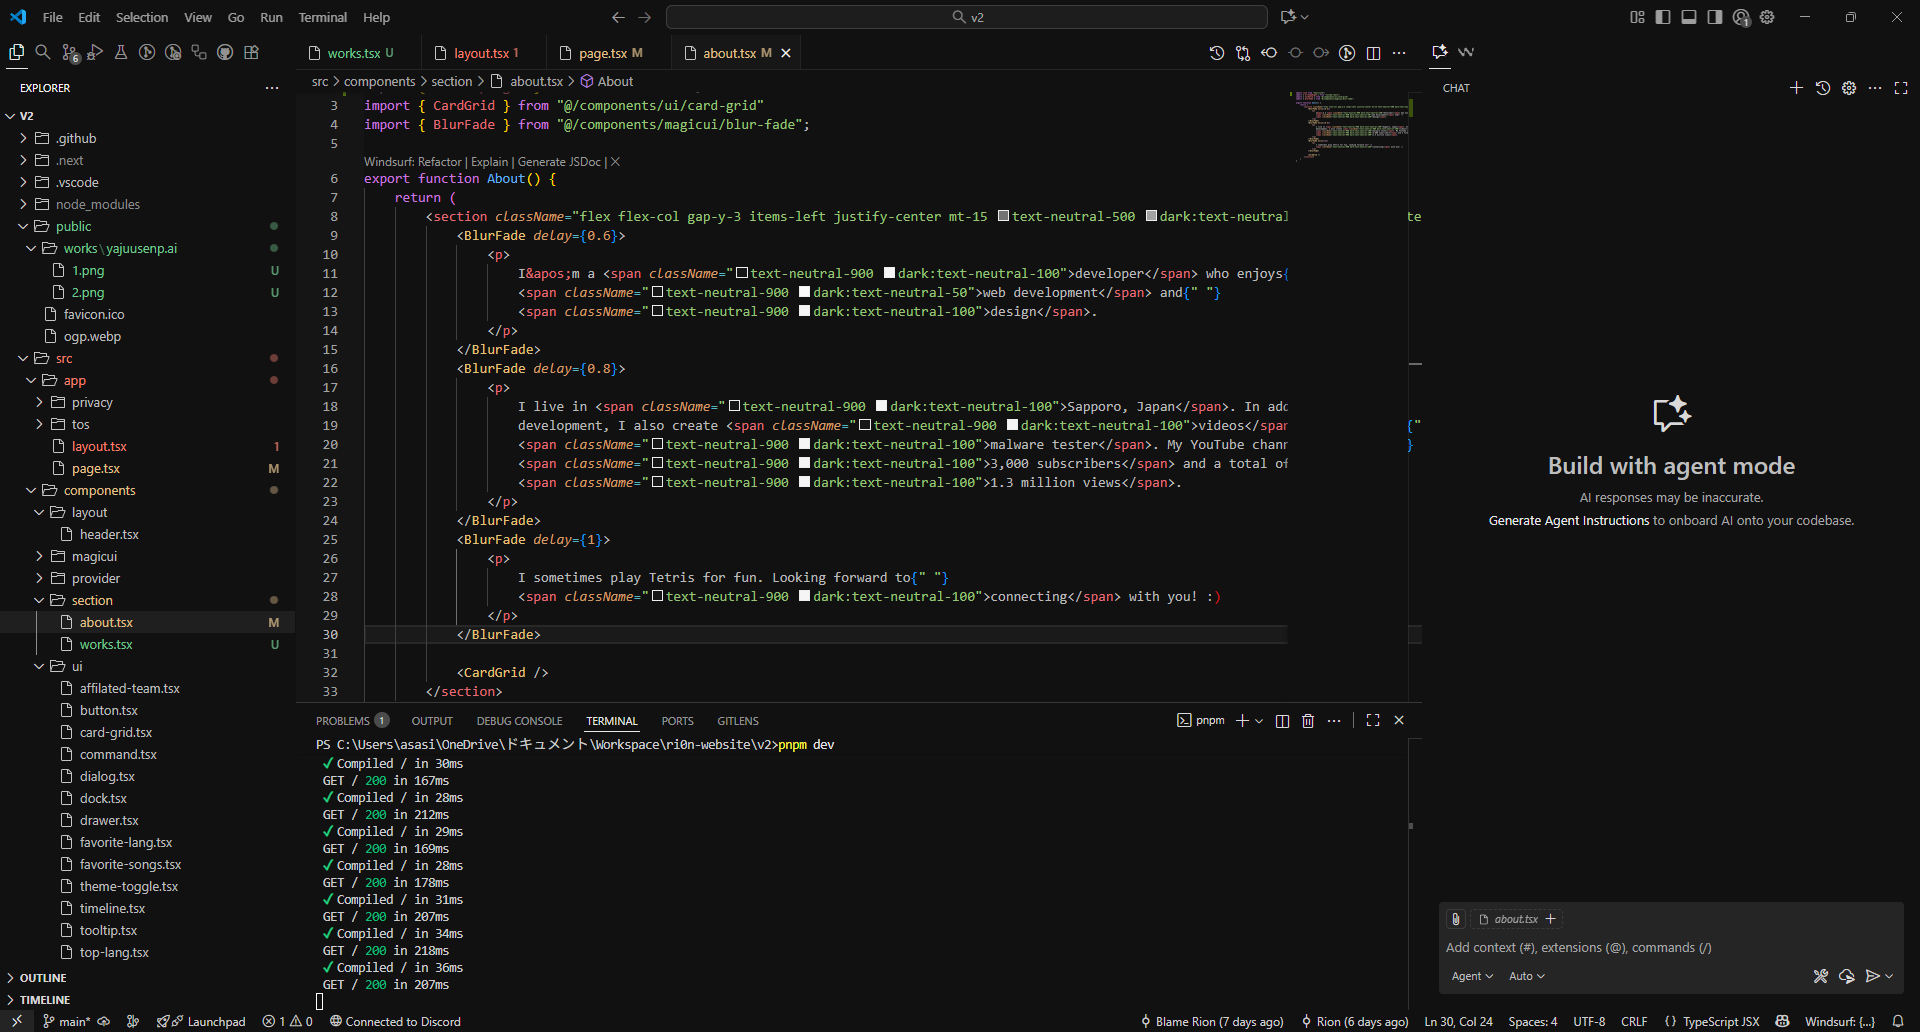 File Edit Selection View Go Run Terminal Help
v2
6
works.tsx U
layout.tsx 1
page.tsx M
about.tsx M
EXPLORER
V2
.github
.next
.vscode
node_modules
public
works\yajuusenp.ai
1.png U
2.png U
favicon.ico
ogp.webp
src
app
privacy
tos
layout.tsx 1
page.tsx M
components
layout
header.tsx
magicui
provider
section
about.tsx M
works.tsx U
ui
affilated-team.tsx
button.tsx
card-grid.tsx
command.tsx
dialog.tsx
dock.tsx
drawer.tsx
favorite-lang.tsx
favorite-songs.tsx
theme-toggle.tsx
timeline.tsx
tooltip.tsx
top-lang.tsx
OUTLINE
TIMELINE
src > components > section > about.tsx > About
3 import { CardGrid } from "@/components/ui/card-grid"
4 import { BlurFade } from "@/components/magicui/blur-fade";
5
Windsurf: Refactor | Explain | Generate JSDoc | X
6 export function About() {
7 return (
8 <section className="flex flex-col gap-y-3 items-left justify-center mt-15 text-neutral-500 dark:text-neutral te
9 <BlurFade delay={0.6}>
10 <p>
11 I&apos;m a <span className="text-neutral-900 dark:text-neutral-100">developer</span> who enjoys{
12 <span className="text-neutral-900 dark:text-neutral-50">web development</span> and{" "}
13 <span className="text-neutral-900 dark:text-neutral-100">design</span>.
14 </p>
15 </BlurFade>
16 <BlurFade delay={0.8}>
17 <p>
18 I live in <span className="text-neutral-900 dark:text-neutral-100">Sapporo, Japan</span>. In add
19 development, I also create <span className="text-neutral-900 dark:text-neutral-100">videos</span {"
20 <span className="text-neutral-900 dark:text-neutral-100">malware tester</span>. My YouTube chann }
21 <span className="text-neutral-900 dark:text-neutral-100">3,000 subscribers</span> and a total of
22 <span className="text-neutral-900 dark:text-neutral-100">1.3 million views</span>.
23 </p>
24 </BlurFade>
25 <BlurFade delay={1}>
26 <p>
27 I sometimes play Tetris for fun. Looking forward to{" "}
28 <span className="text-neutral-900 dark:text-neutral-100">connecting</span> with you! :)
29 </p>
30 </BlurFade>
31
32 <CardGrid />
33 </section>
PROBLEMS 1 OUTPUT DEBUG CONSOLE TERMINAL PORTS GITLENS
pnpm
PS C:\Users\asasi\OneDrive\ドキュメント\Workspace\ri0n-website\v2>pnpm dev
✓ Compiled / in 30ms
GET / 200 in 167ms
✓ Compiled / in 28ms
GET / 200 in 212ms
✓ Compiled / in 29ms
GET / 200 in 169ms
✓ Compiled / in 28ms
GET / 200 in 178ms
✓ Compiled / in 31ms
GET / 200 in 207ms
✓ Compiled / in 34ms
GET / 200 in 218ms
✓ Compiled / in 36ms
GET / 200 in 207ms
CHAT
Build with agent mode
AI responses may be inaccurate.
Generate Agent Instructions to onboard AI onto your codebase.
about.tsx +
Add context (#), extensions (@), commands (/)
Agent Auto
main* Launchpad 1 0 Connected to Discord
Blame Rion (7 days ago) Rion (6 days ago) Ln 30, Col 24 Spaces: 4 UTF-8 CRLF {} TypeScript JSX Windsurf: {...}